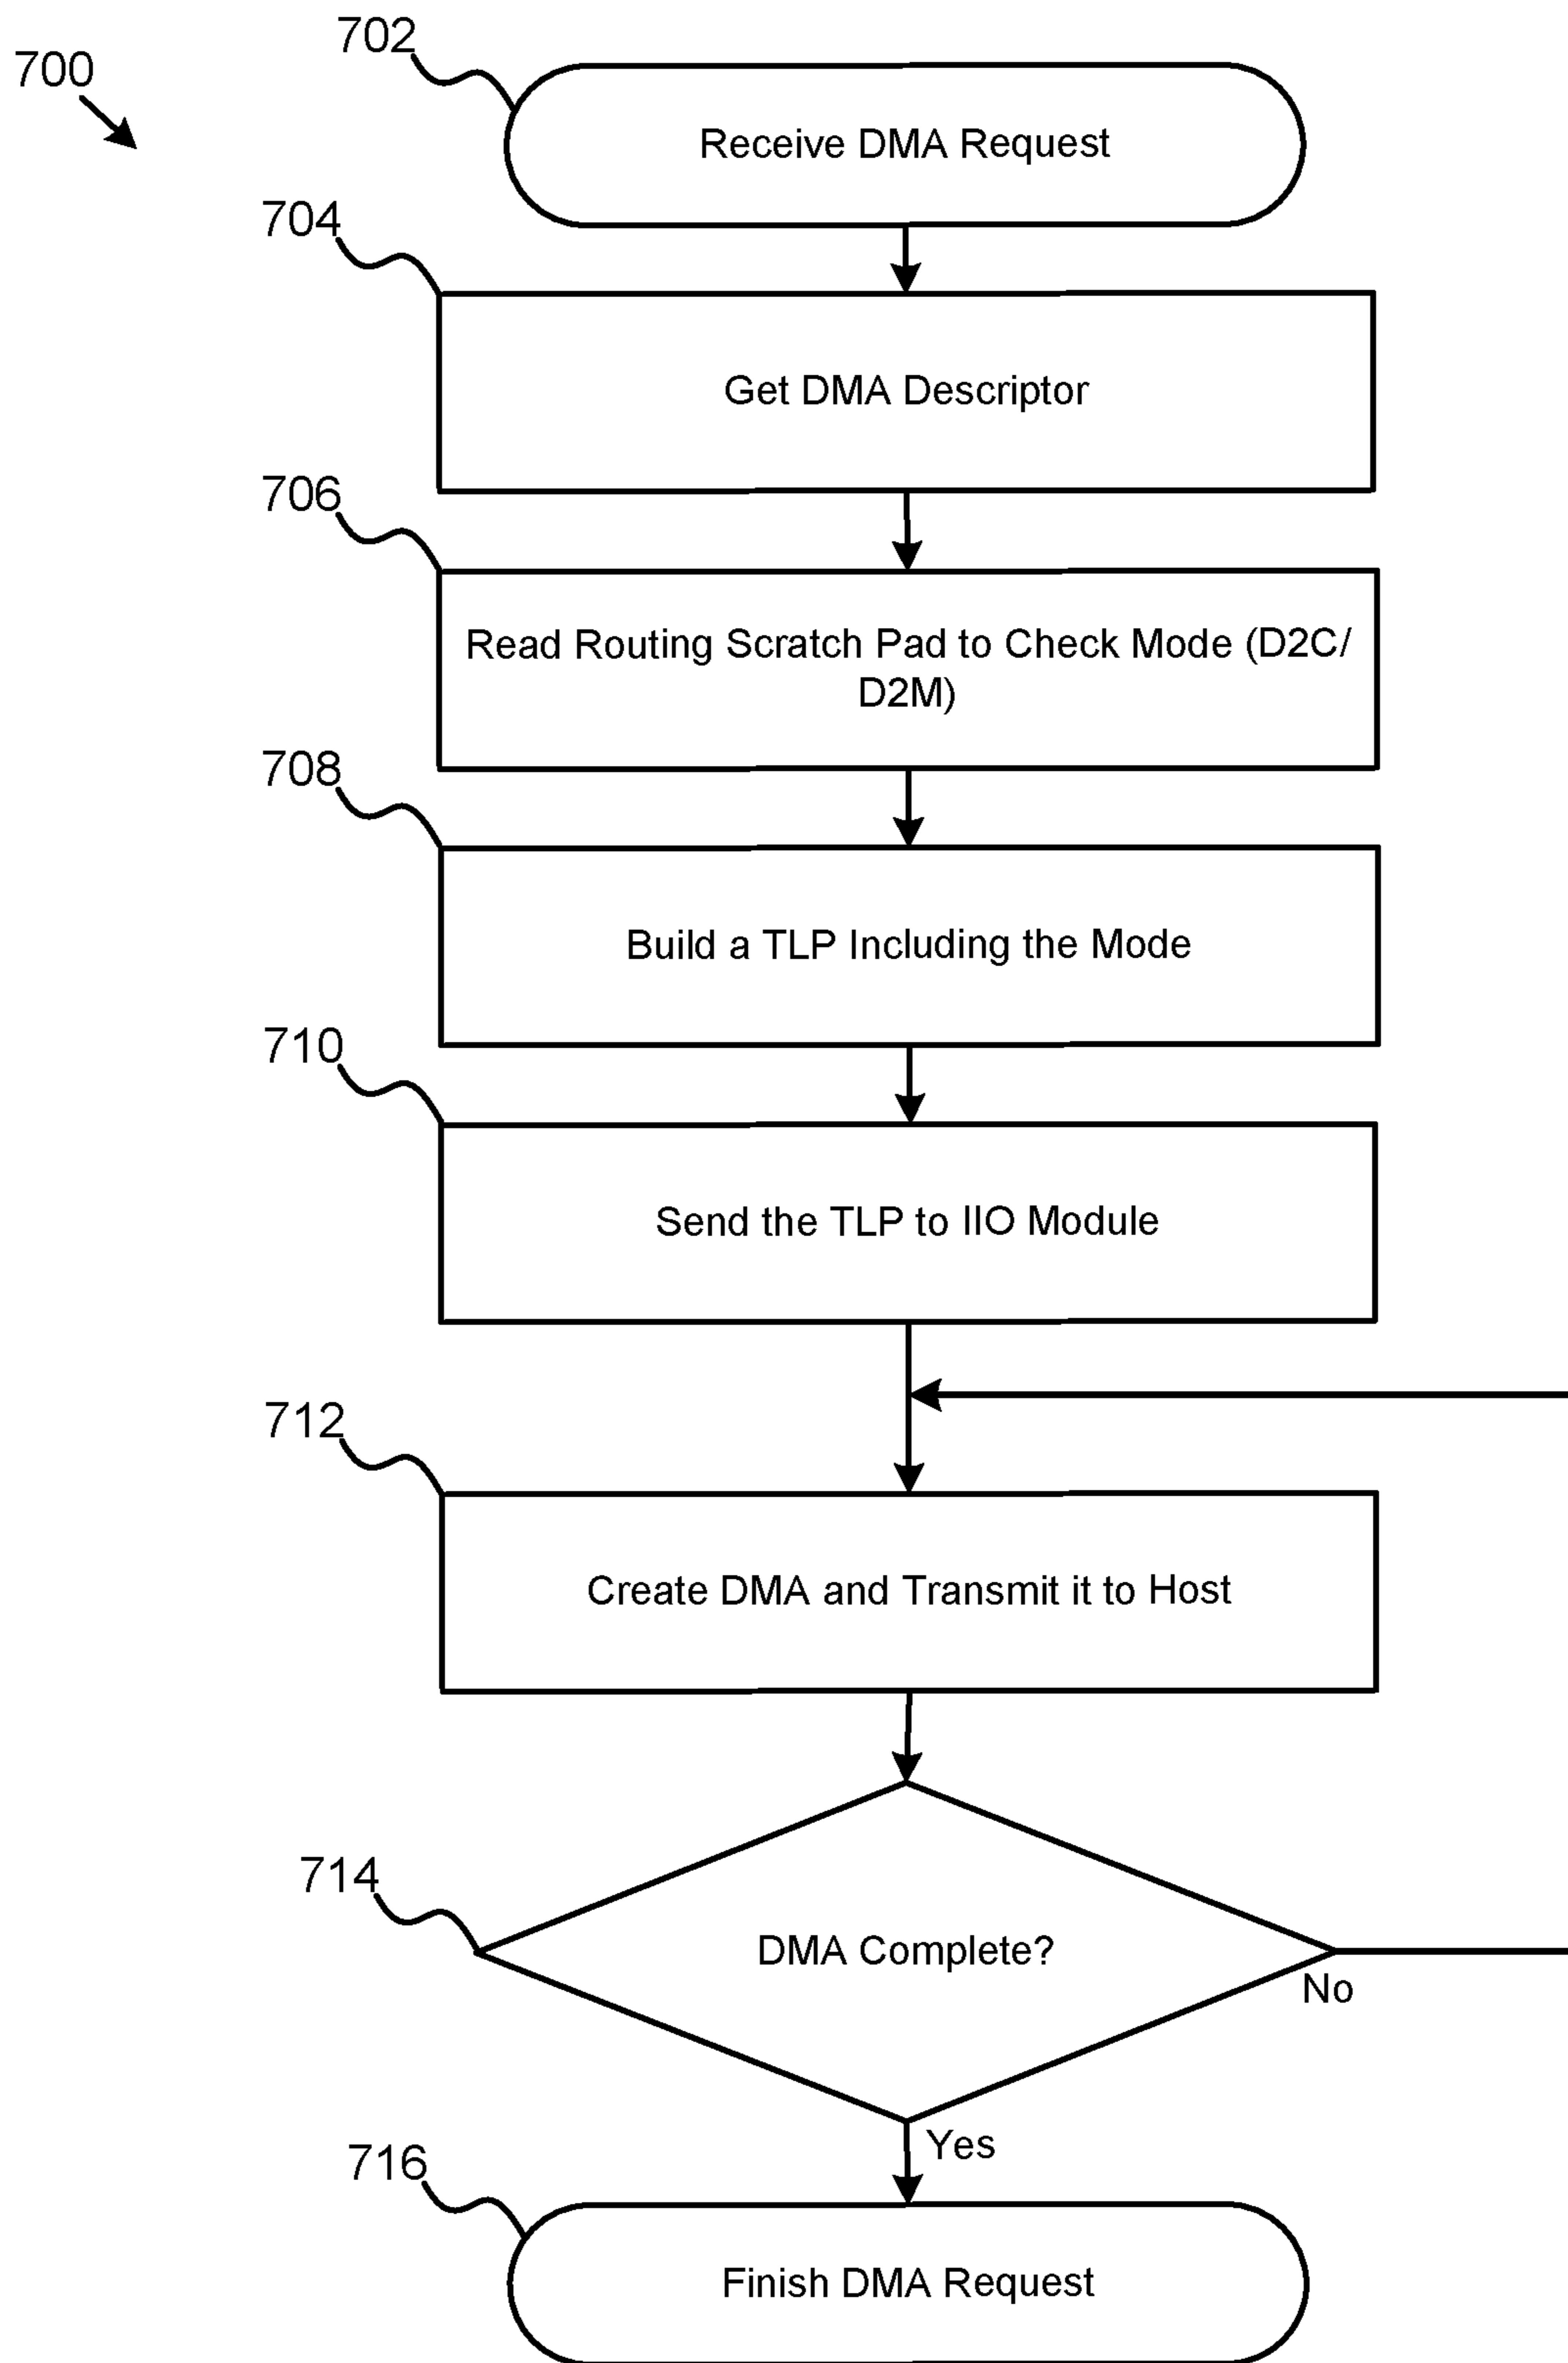 700
702
Receive DMA Request
704
Get DMA Descriptor
706
Read Routing Scratch Pad to Check Mode (D2C/
D2M)
708
Build a TLP Including the Mode
710
Send the TLP to IIO Module
712
Create DMA and Transmit it to Host
714
DMA Complete?
No
Yes
716
Finish DMA Request